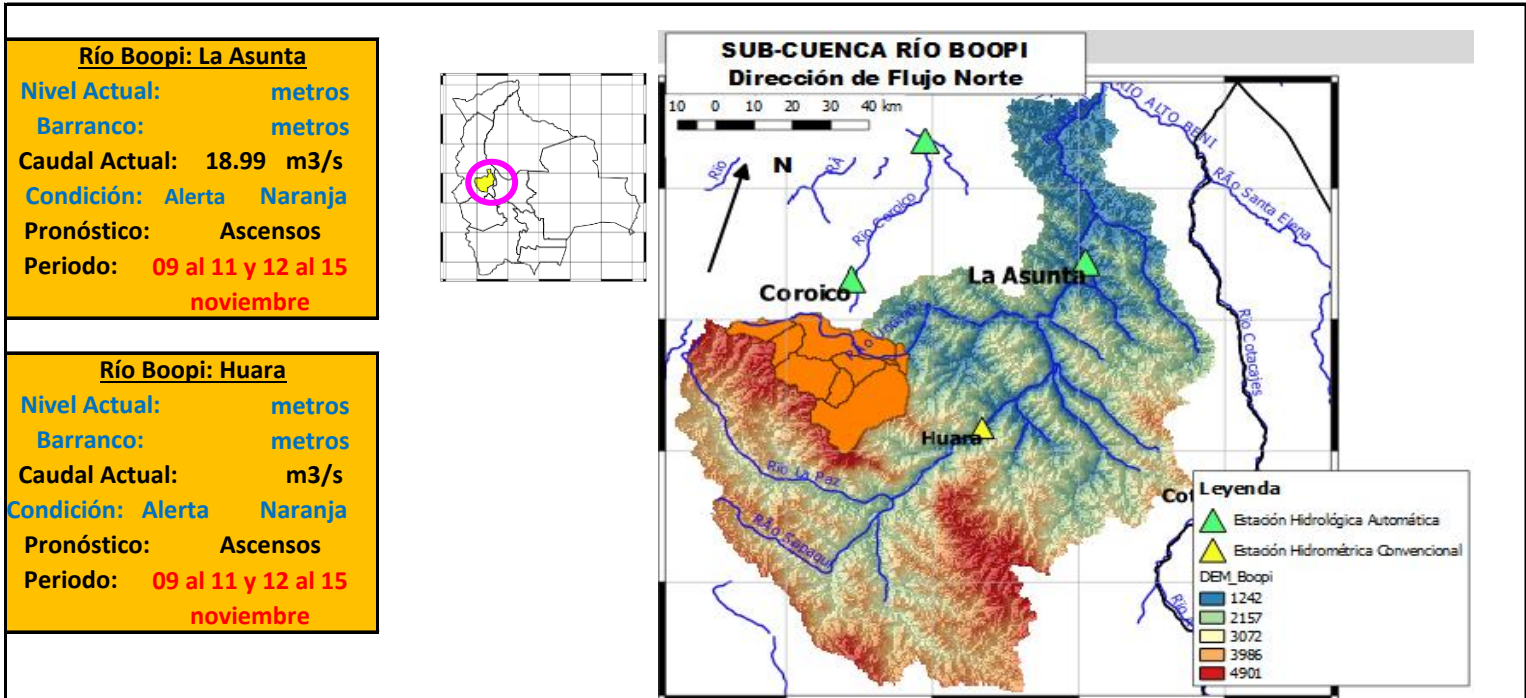 Río Boopi: La Asunta
Nivel Actual: metros
Barranco: metros
Caudal Actual: 18.99 m3/s
Condición: Alerta Naranja
Pronóstico: Ascensos
Periodo: 09 al 11 y 12 al 15
noviembre
Río Boopi: Huara
Nivel Actual: metros
Barranco: metros
Caudal Actual: m3/s
Condición: Alerta Naranja
Pronóstico: Ascensos
Periodo: 09 al 11 y 12 al 15
noviembre
SUB-CUENCA RÍO BOOPI
Dirección de Flujo Norte
10 0 10 20 30 40 km
N
RÍO ALTO BENI
Río
RÃ
RÃo Santa Elena
Río Coroico
La Asunta
Coroico
Río Cotacajes
Huara
Río La Paz
RÃo Sapaqui
Cot
Leyenda
Estación Hidrológica Automática
Estación Hidrométrica Convencional
DEM_Boopi
1242
2157
3072
3986
4901